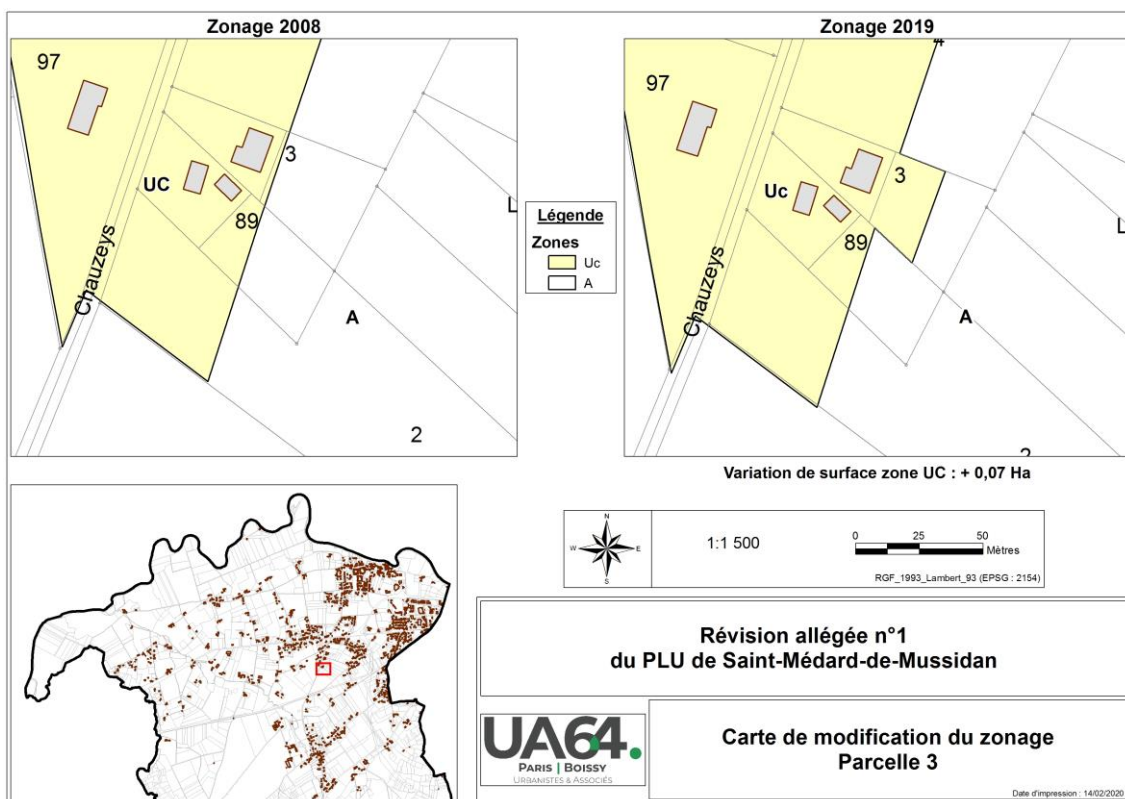 Zonage 2008
97
3
UC
89
Chauzeys
A
L
2
Légende
Zones
Uc
A
Zonage 2019
97
3
Uc
89
Chauzeys
A
L
Variation de surface zone UC : + 0,07 Ha
N
W
E
S
1:1 500
0 25 50
Mètres
RGF_1993_Lambert_93 (EPSG : 2154)
Révision allégée n°1
du PLU de Saint-Médard-de-Mussidan
UA64.
PARIS | BOISSY
URBANISTES & ASSOCIÉS
Carte de modification du zonage
Parcelle 3
Date d'impression : 14/02/2020